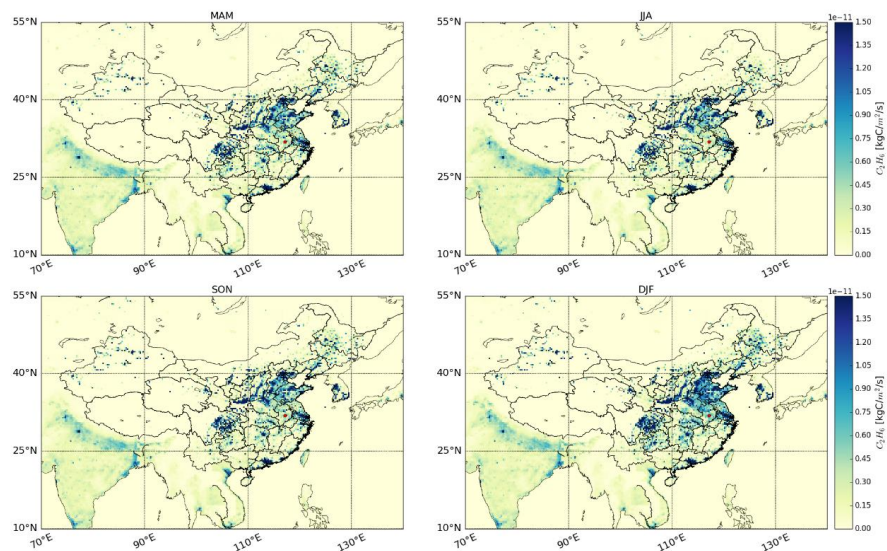 MAM
JJA
55°N
40°N
25°N
10°N
70°E
90°E
110°E
130°E
70°E
90°E
110°E
130°E
1e−11
1.50
1.35
1.20
1.05
0.90
0.75
0.60
0.45
0.30
0.15
0.00
C₂H₆ [kgC/m²/s]
SON
DJF
55°N
40°N
25°N
10°N
70°E
90°E
110°E
130°E
70°E
90°E
110°E
130°E
1e−11
1.50
1.35
1.20
1.05
0.90
0.75
0.60
0.45
0.30
0.15
0.00
C₂H₆ [kgC/m²/s]
55°N
40°N
25°N
10°N
55°N
40°N
25°N
10°N